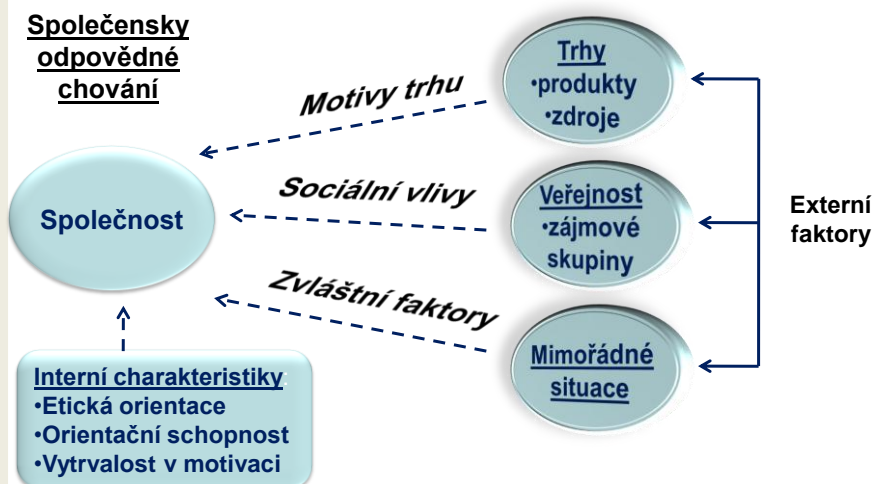 Společensky
odpovědné
chování
Motivy trhu
Trhy
•produkty
•zdroje
Sociální vlivy
Společnost
Veřejnost
•zájmové
skupiny
Externí
faktory
Zvláštní faktory
Mimořádné
situace
Interní charakteristiky:
•Etická orientace
•Orientační schopnost
•Vytrvalost v motivaci